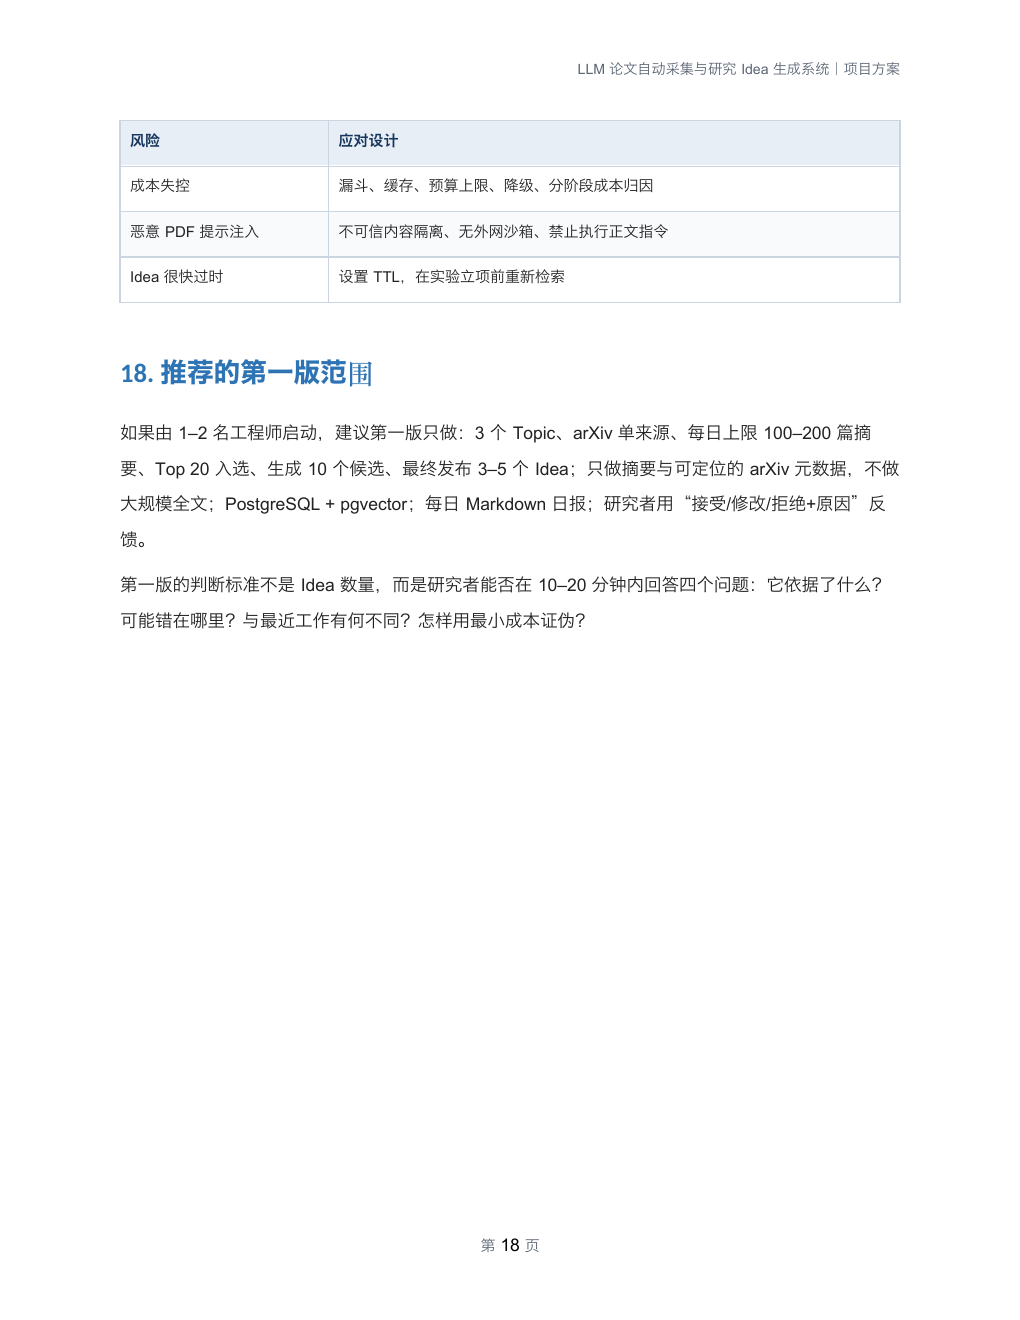 LLM 论文自动采集与研究 Idea 生成系统｜项目方案
风险 应对设计
成本失控 漏斗、缓存、预算上限、降级、分阶段成本归因
恶意 PDF 提示注入 不可信内容隔离、无外网沙箱、禁止执行正文指令
Idea 很快过时 设置 TTL，在实验立项前重新检索
18. 推荐的第一版范围
如果由 1–2 名工程师启动，建议第一版只做：3 个 Topic、arXiv 单来源、每日上限 100–200 篇摘
要、Top 20 入选、生成 10 个候选、最终发布 3–5 个 Idea；只做摘要与可定位的 arXiv 元数据，不做
大规模全文；PostgreSQL + pgvector；每日 Markdown 日报；研究者用“接受/修改/拒绝+原因”反
馈。
第一版的判断标准不是 Idea 数量，而是研究者能否在 10–20 分钟内回答四个问题：它依据了什么？
可能错在哪里？与最近工作有何不同？怎样用最小成本证伪？
第 18 页